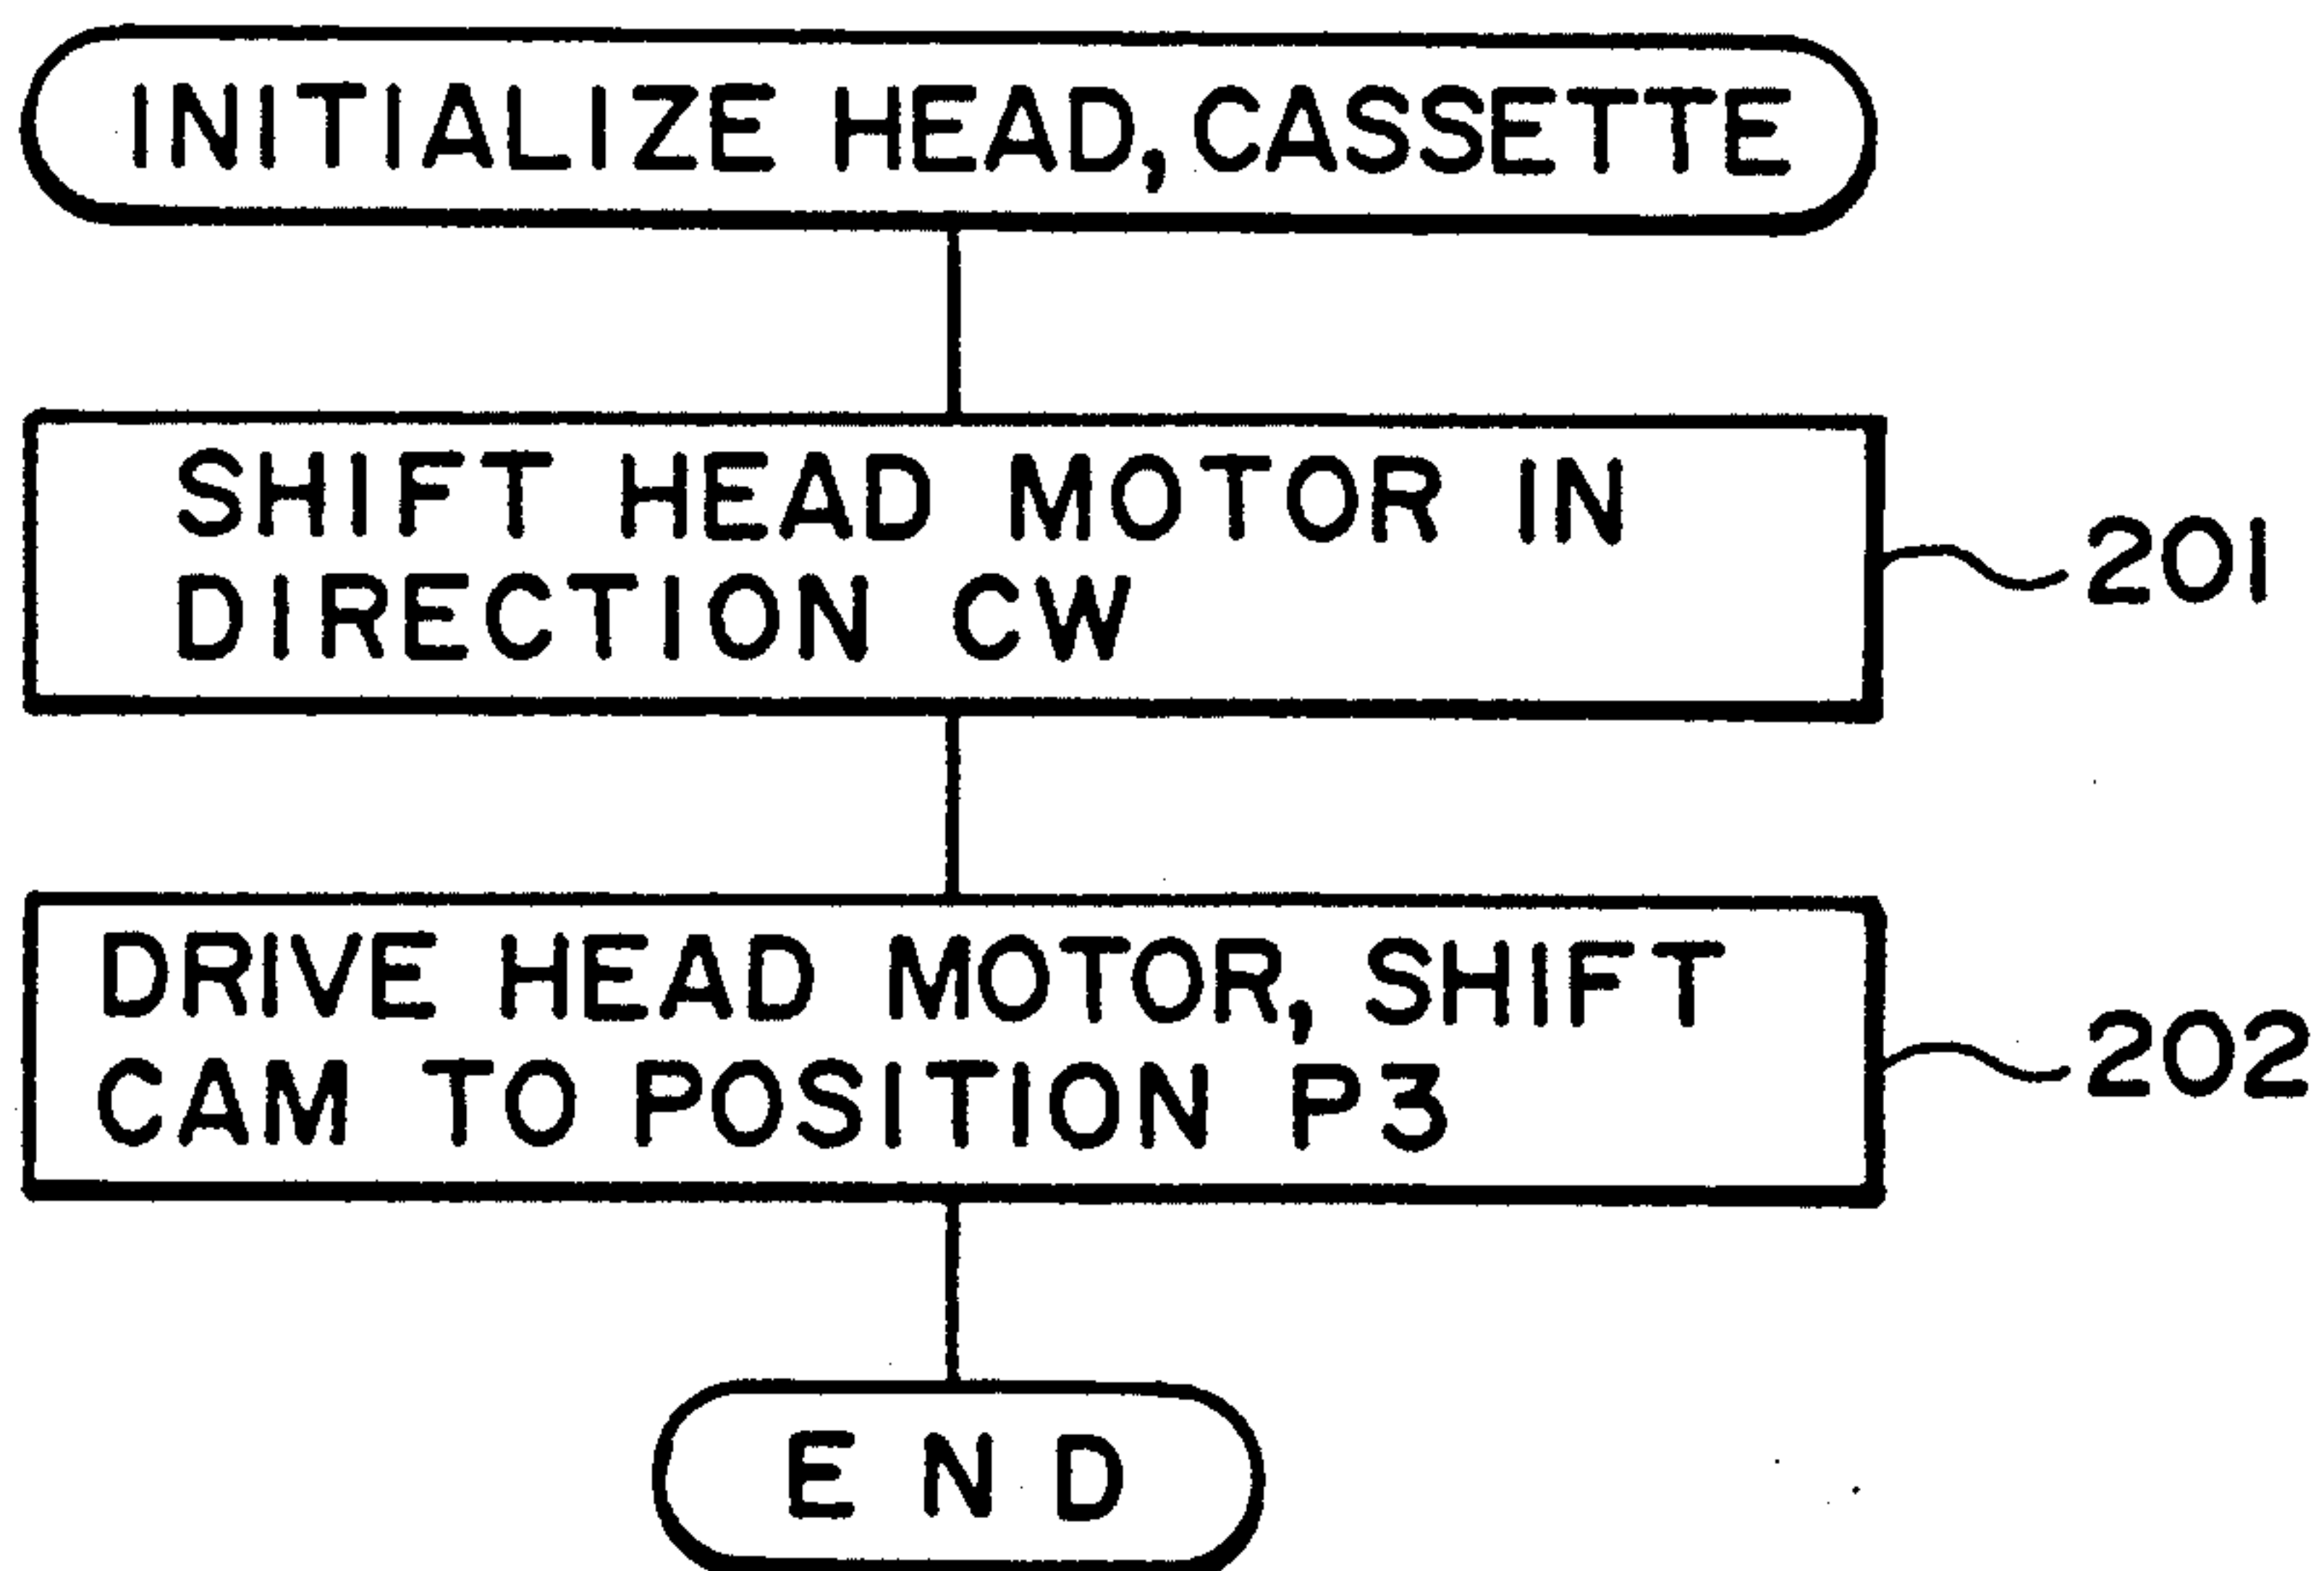 INITIALIZE HEAD, CASSETTE
SHIFT HEAD MOTOR IN
DIRECTION CW
201
DRIVE HEAD MOTOR, SHIFT
CAM TO POSITION P3
202
END